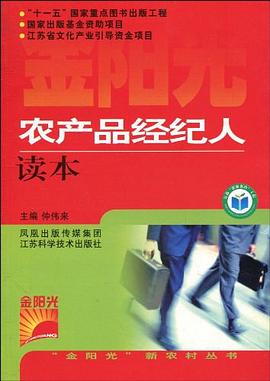 • "十一五"国家重点图书出版工程
• 国家出版基金资助项目
• 江苏省文化产业引导资金项目
金阳光
农产品经纪人
读本
主编 仲伟来
凤凰出版传媒集团
江苏科学技术出版社
金阳光
"金阳光"新农村丛书